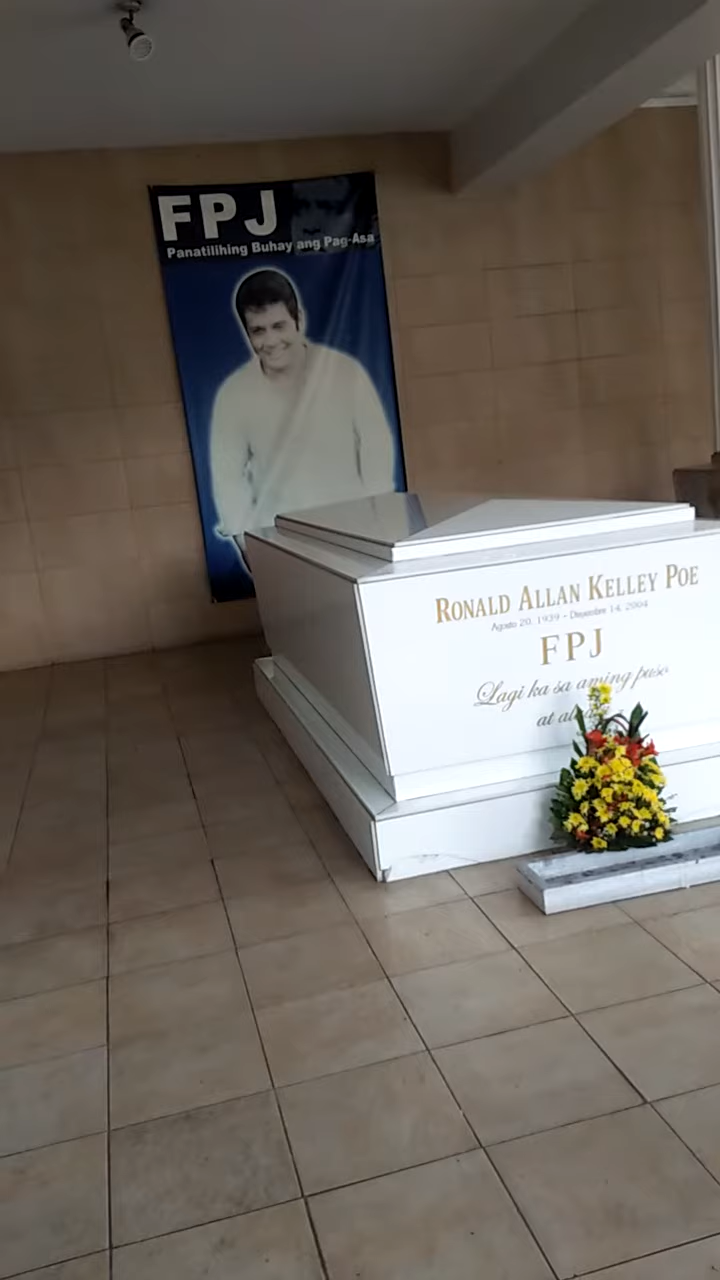 FPJ
Panatilihing Buhay ang Pag-Asa
RONALD ALLAN KELLEY POE
Agosto 20, 1939 - Disyembre 14, 2004
FPJ
Lagi ka sa aming puso
at